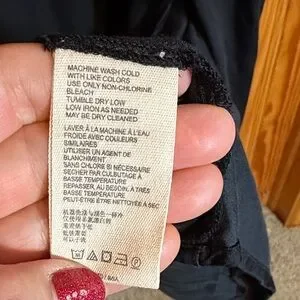 MACHINE WASH COLD
WITH LIKE COLORS
USE ONLY NON-CHLORINE
BLEACH
TUMBLE DRY LOW
LOW IRON AS NEEDED
MAY BE DRY CLEANED
LAVER À LA MACHINE À L'EAU
FROIDE AVEC COULEURS
SIMILAIRES
UTILISER UN AGENT DE
BLANCHIMENT
SANS CHLORE SI NÉCESSAIRE
SÉCHER PAR CULBUTAGE À
BASSE TEMPÉRATURE
REPASSER, AU BESOIN, À
BASSE TEMPÉRATURE
PEUT-ÊTRE ÊTRE NETTOYÉE À SEC